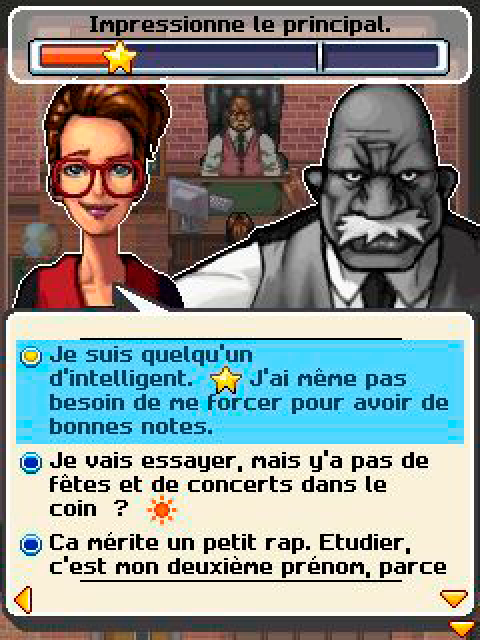 Impressionne le principal.
Je suis quelqu'un
d'intelligent. J'ai même pas
besoin de me forcer pour avoir de
bonnes notes.
Je vais essayer, mais y'a pas de
fêtes et de concerts dans le
coin ?
Ca mérite un petit rap. Etudier,
c'est mon deuxième prénom, parce